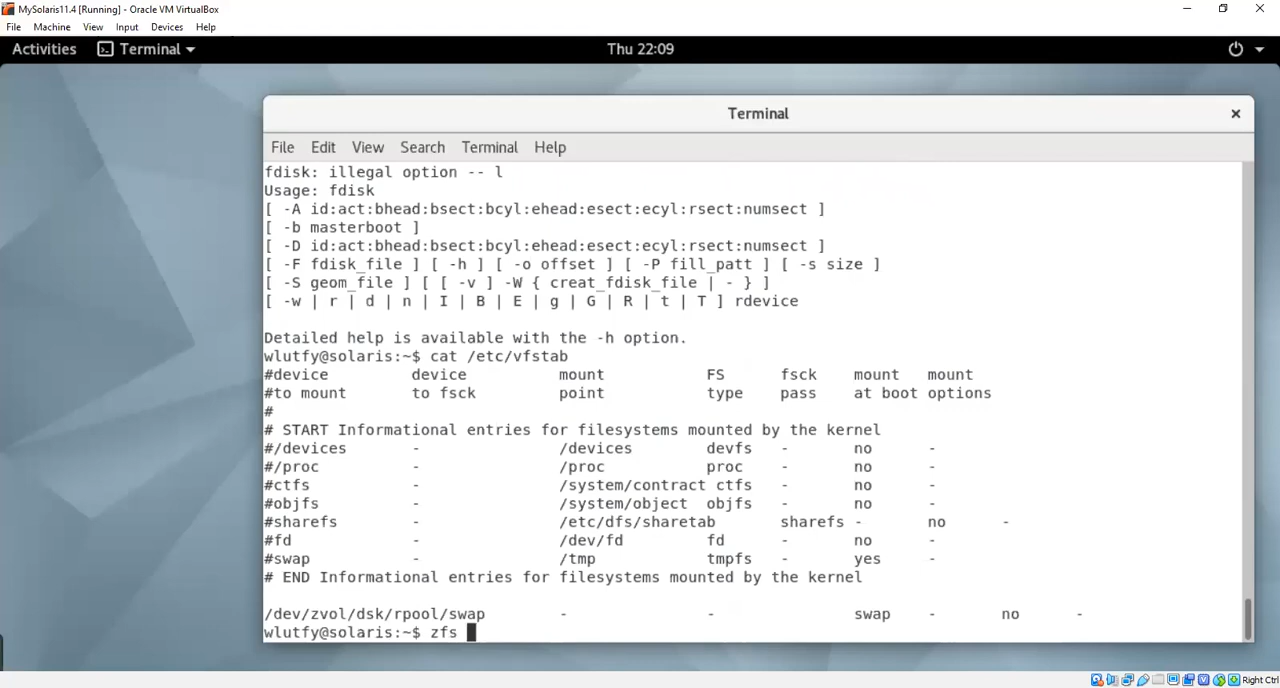 MySolaris11.4 [Running] - Oracle VM VirtualBox
File Machine View Input Devices Help
Activities Terminal Thu 22:09
Terminal
File Edit View Search Terminal Help
fdisk: illegal option -- l
Usage: fdisk
[ -A id:act:bhead:bsect:bcyl:ehead:esect:ecyl:rsect:numsect ]
[ -b masterboot ]
[ -D id:act:bhead:bsect:bcyl:ehead:esect:ecyl:rsect:numsect ]
[ -F fdisk_file ] [ -h ] [ -o offset ] [ -P fill_patt ] [ -s size ]
[ -S geom_file ] [ [ -v ] -W { creat_fdisk_file | - } ]
[ -w | r | d | n | I | B | E | g | G | R | t | T ] rdevice
Detailed help is available with the -h option.
wlutfy@solaris:~$ cat /etc/vfstab
#device device mount FS fsck mount mount
#to mount to fsck point type pass at boot options
#
# START Informational entries for filesystems mounted by the kernel
#/devices - /devices devfs - no -
#/proc - /proc proc - no -
#ctfs - /system/contract ctfs - no -
#objfs - /system/object objfs - no -
#sharefs - /etc/dfs/sharetab sharefs - no -
#fd - /dev/fd fd - no -
#swap - /tmp tmpfs - yes -
# END Informational entries for filesystems mounted by the kernel
/dev/zvol/dsk/rpool/swap - - swap - no -
wlutfy@solaris:~$ zfs
Right Ctrl